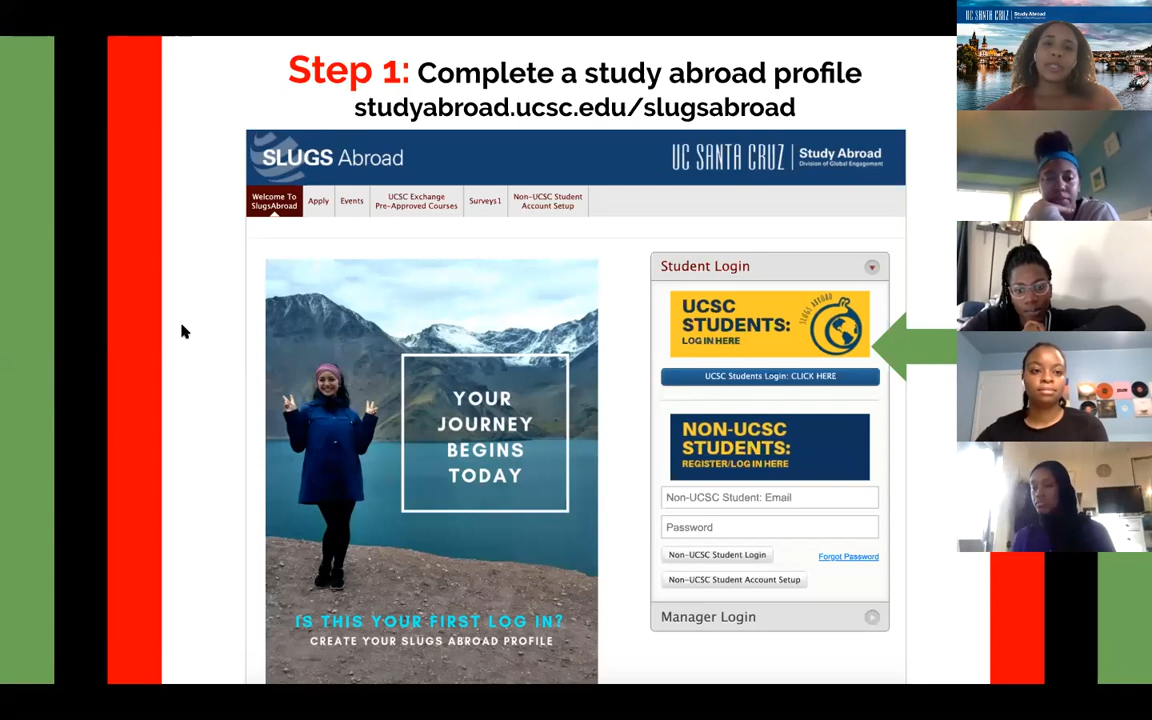 Step 1: Complete a study abroad profile
studyabroad.ucsc.edu/slugsabroad
SLUGS Abroad
UC SANTA CRUZ | Study Abroad
Division of Global Engagement
Welcome To
SlugsAbroad
Apply
Events
UCSC Exchange
Pre-Approved Courses
Surveys1
Non-UCSC Student
Account Setup
YOUR
JOURNEY
BEGINS
TODAY
IS THIS YOUR FIRST LOG IN?
CREATE YOUR SLUGS ABROAD PROFILE
Student Login
UCSC
STUDENTS:
LOG IN HERE
SLUGS ABROAD
UCSC Students Login: CLICK HERE
NON-UCSC
STUDENTS:
REGISTER/LOG IN HERE
Non-UCSC Student: Email
Password
Non-UCSC Student Login
Forgot Password
Non-UCSC Student Account Setup
Manager Login
UC SANTA CRUZ | Study Abroad